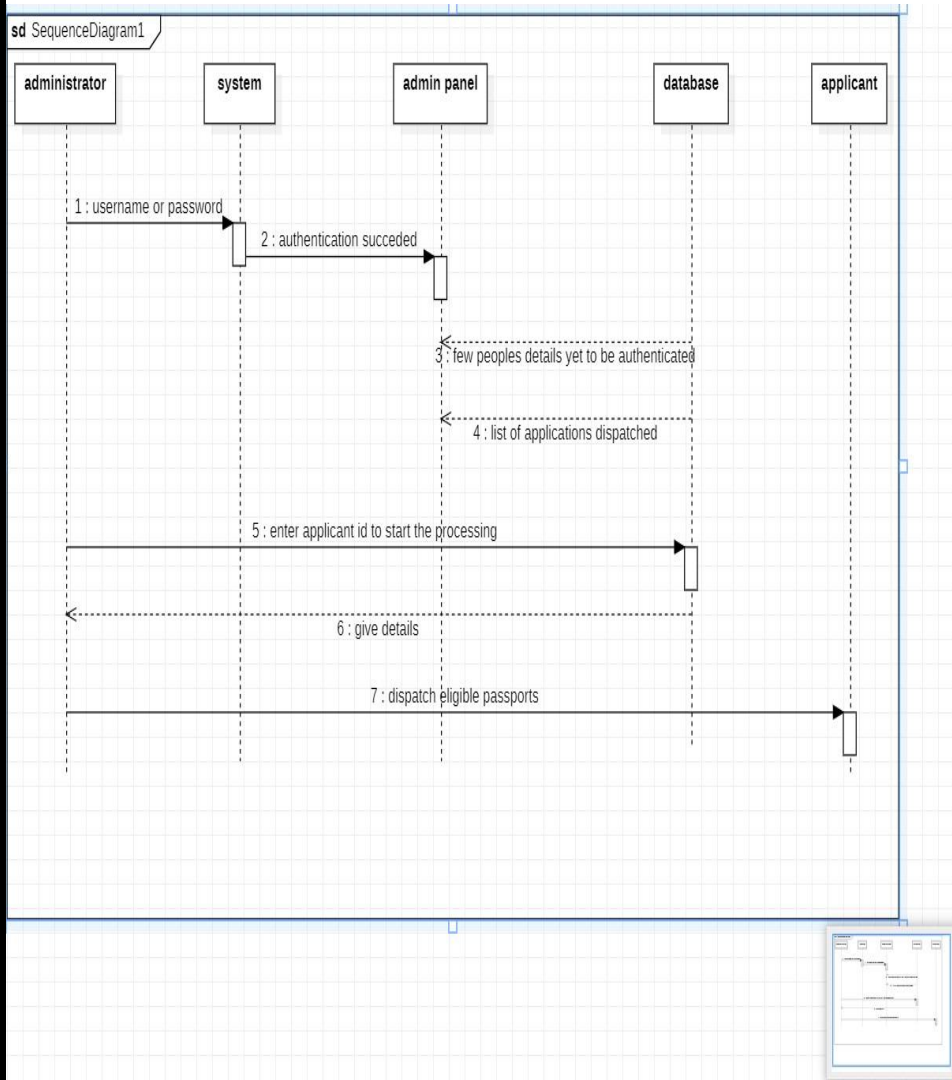 sd SequenceDiagram1
administrator
system
admin panel
database
applicant
1 : username or password
2 : authentication succeded
3 : few peoples details yet to be authenticated
4 : list of applications dispatched
5 : enter applicant id to start the processing
6 : give details
7 : dispatch eligible passports